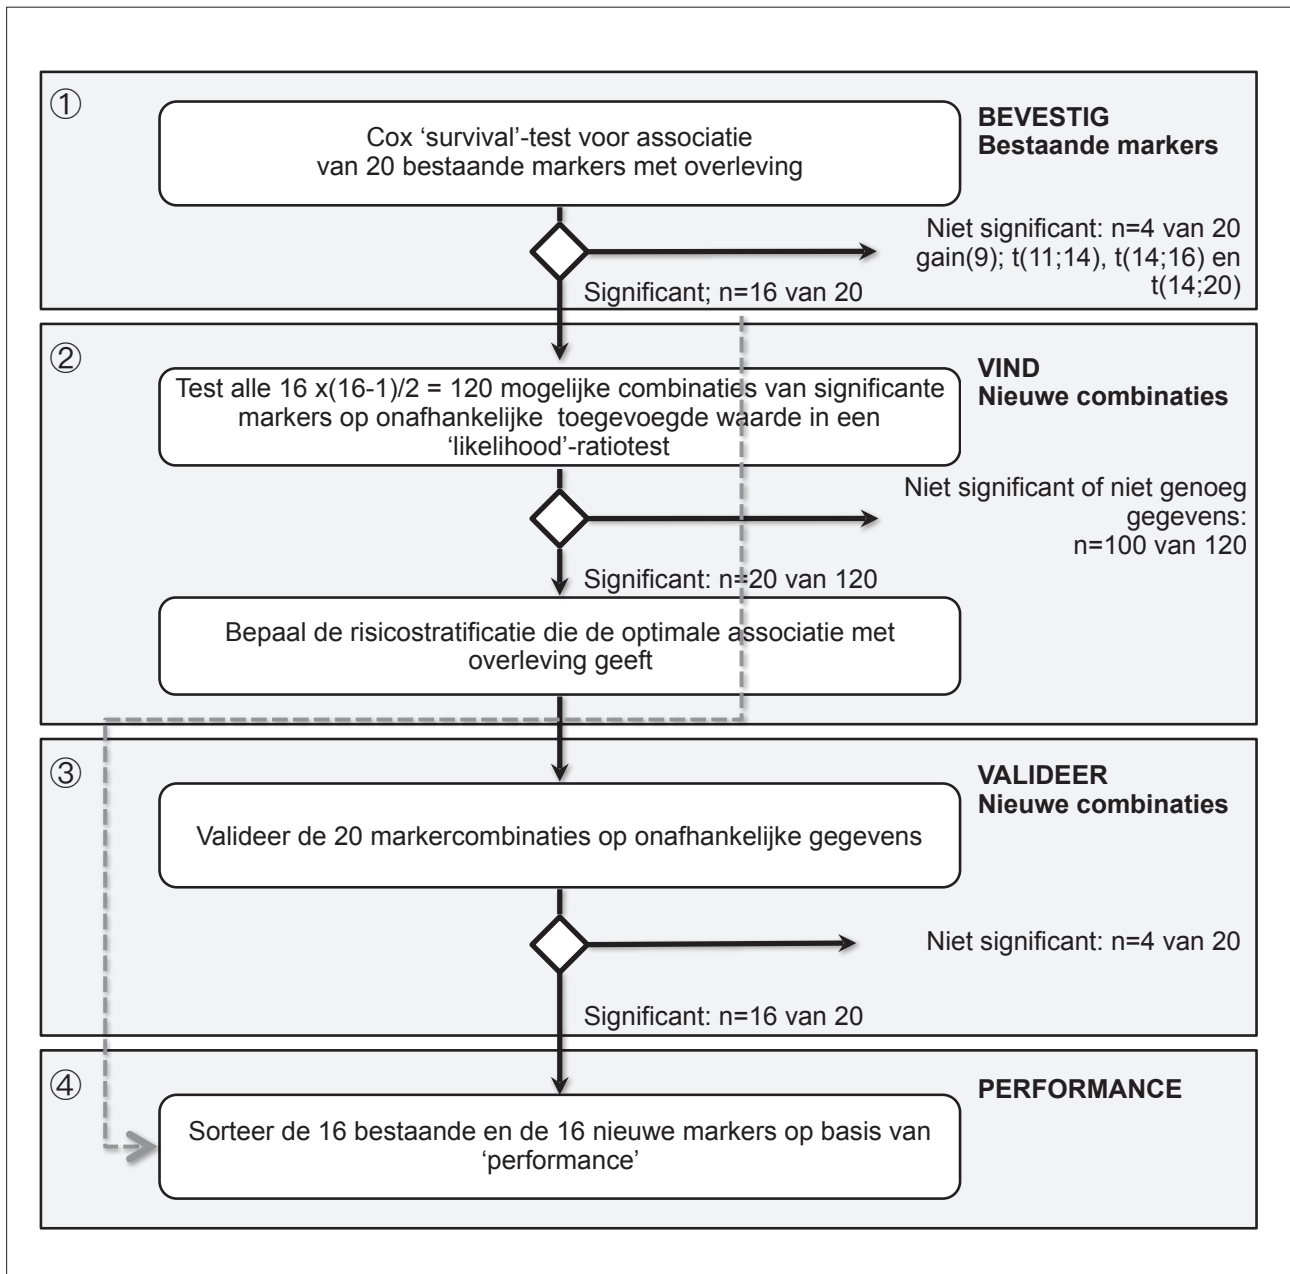 ①
Cox ‘survival’-test voor associatie
van 20 bestaande markers met overleving
BEVESTIG
Bestaande markers
Niet significant: n=4 van 20
gain(9); t(11;14), t(14;16) en
t(14;20)
Significant; n=16 van 20
②
Test alle 16 x(16-1)/2 = 120 mogelijke combinaties van significante
markers op onafhankelijke toegevoegde waarde in een
‘likelihood’-ratiotest
VIND
Nieuwe combinaties
Niet significant of niet genoeg
gegevens:
n=100 van 120
Significant: n=20 van 120
Bepaal de risicostratificatie die de optimale associatie met
overleving geeft
③
VALIDEER
Nieuwe combinaties
Valideer de 20 markercombinaties op onafhankelijke gegevens
Niet significant: n=4 van 20
Significant: n=16 van 20
④
PERFORMANCE
Sorteer de 16 bestaande en de 16 nieuwe markers op basis van
‘performance’